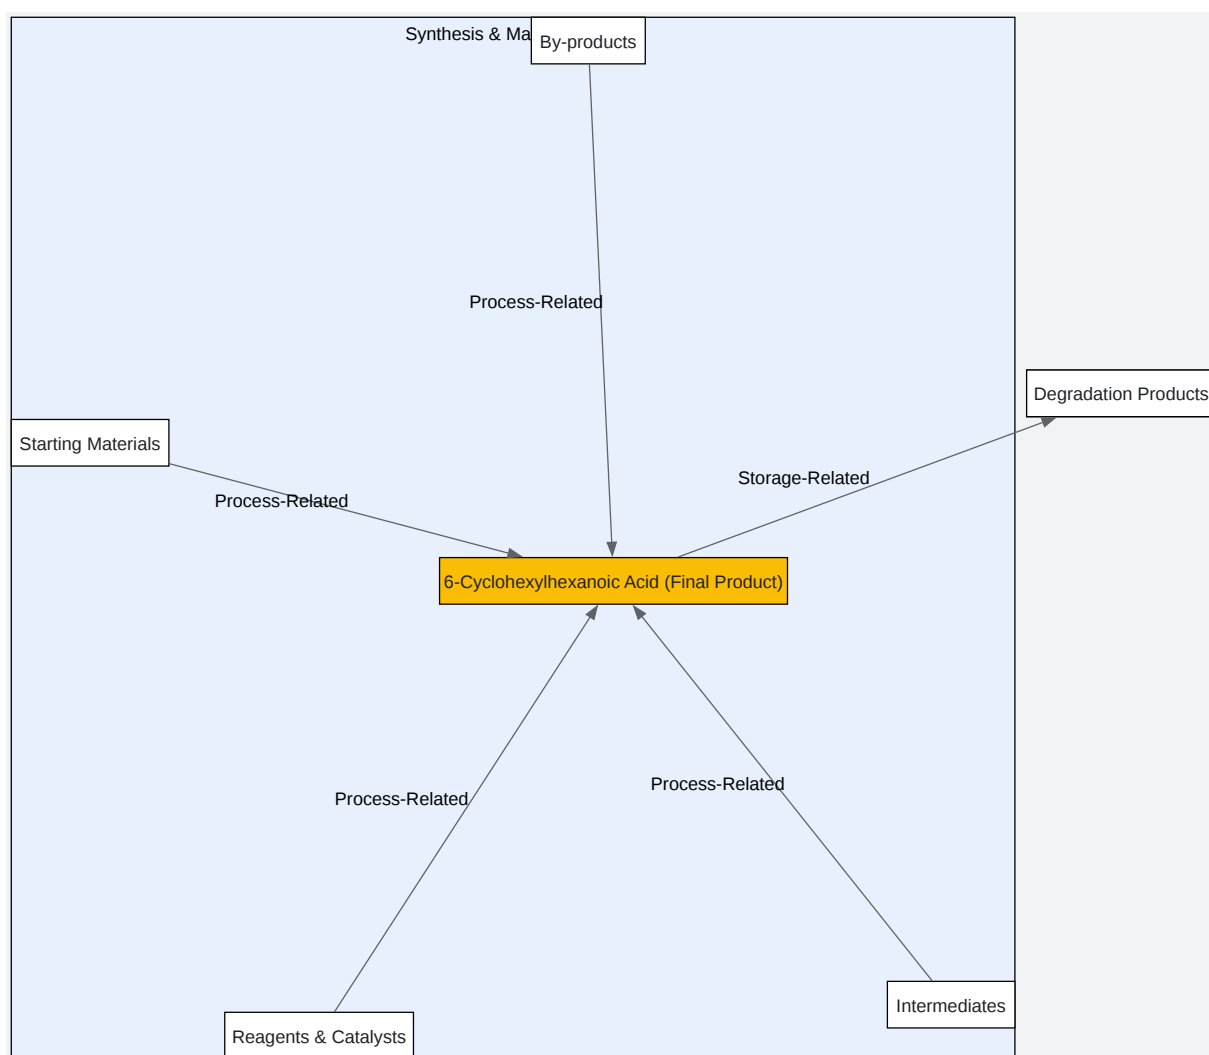 Synthesis & Ma
By-products
Process-Related
Degradation Products
Starting Materials
Storage-Related
Process-Related
6-Cyclohexylhexanoic Acid (Final Product)
Process-Related
Process-Related
Intermediates
Reagents & Catalysts